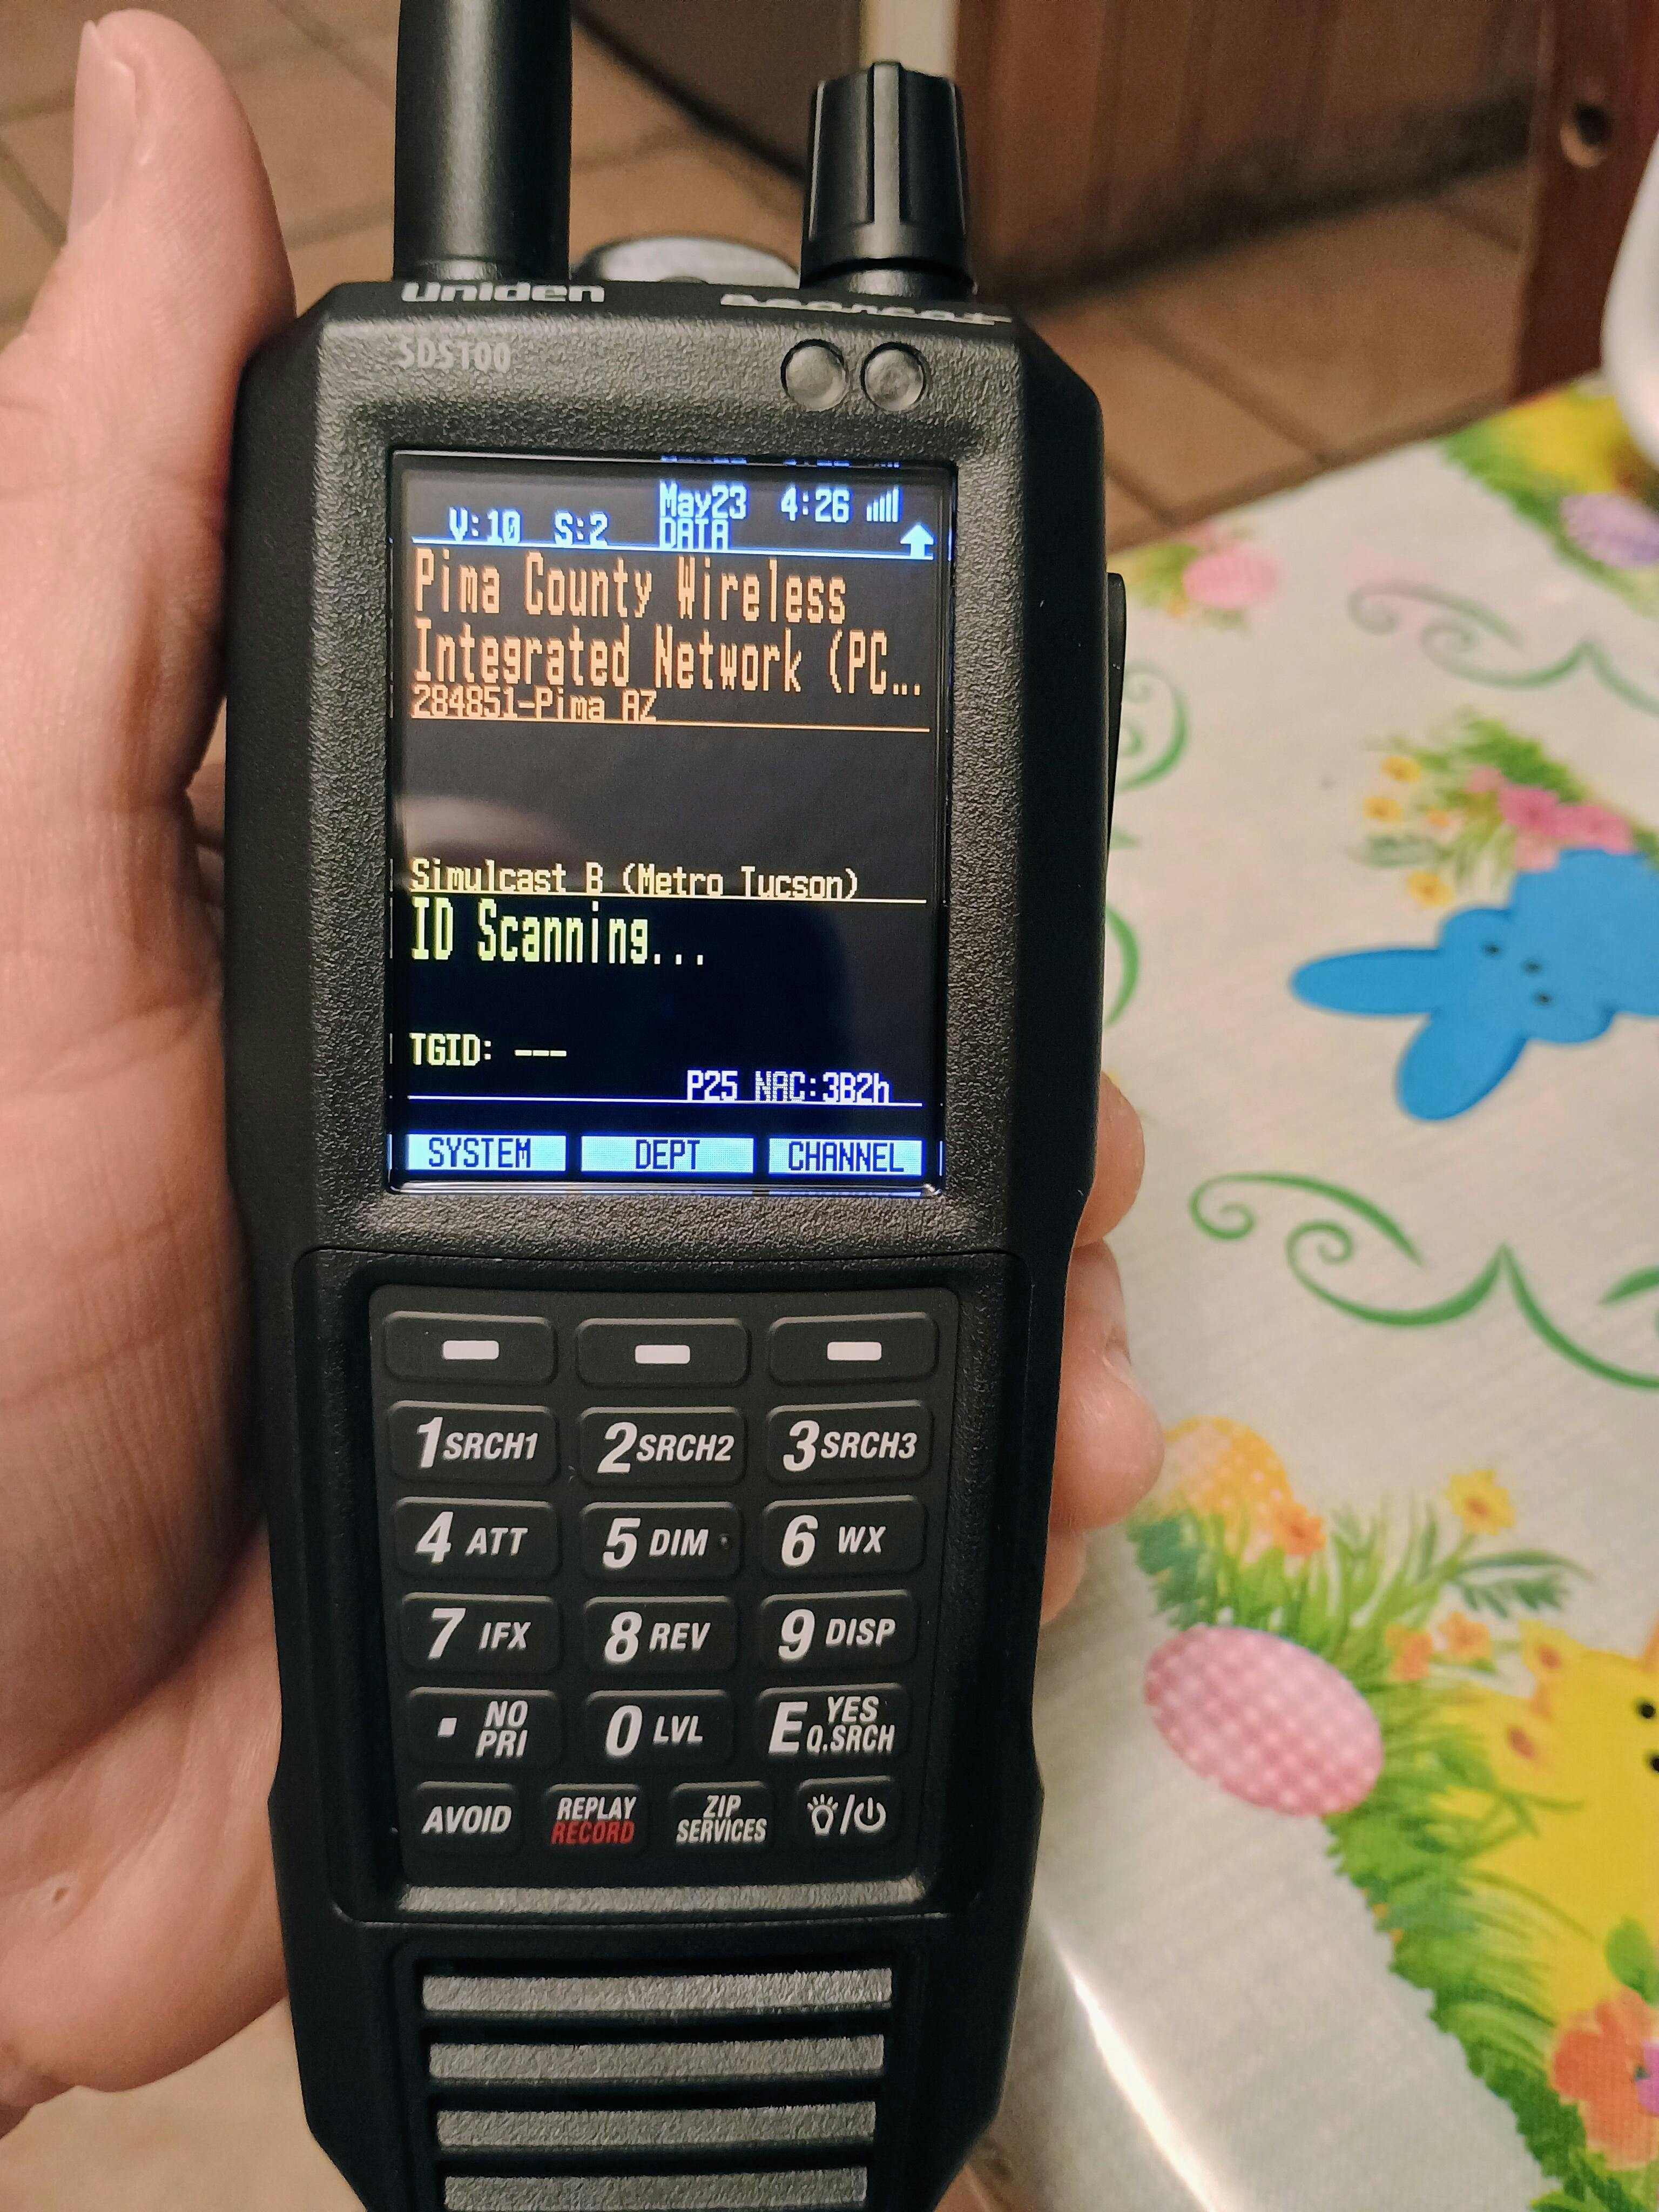 Uniden Bearcat
SDS100
May23 4:26
V:10 S:2 DATA
Pima County Wireless
Integrated Network (PC...
284851-Pima AZ
Simulcast B (Metro Tucson)
ID Scanning...
TGID: ---
P25 NAC:3B2h
SYSTEM DEPT CHANNEL
1 SRCH1 2 SRCH2 3 SRCH3
4 ATT 5 DIM 6 WX
7 IFX 8 REV 9 DISP
. NO PRI 0 LVL E YES Q.SRCH
AVOID REPLAY RECORD ZIP SERVICES